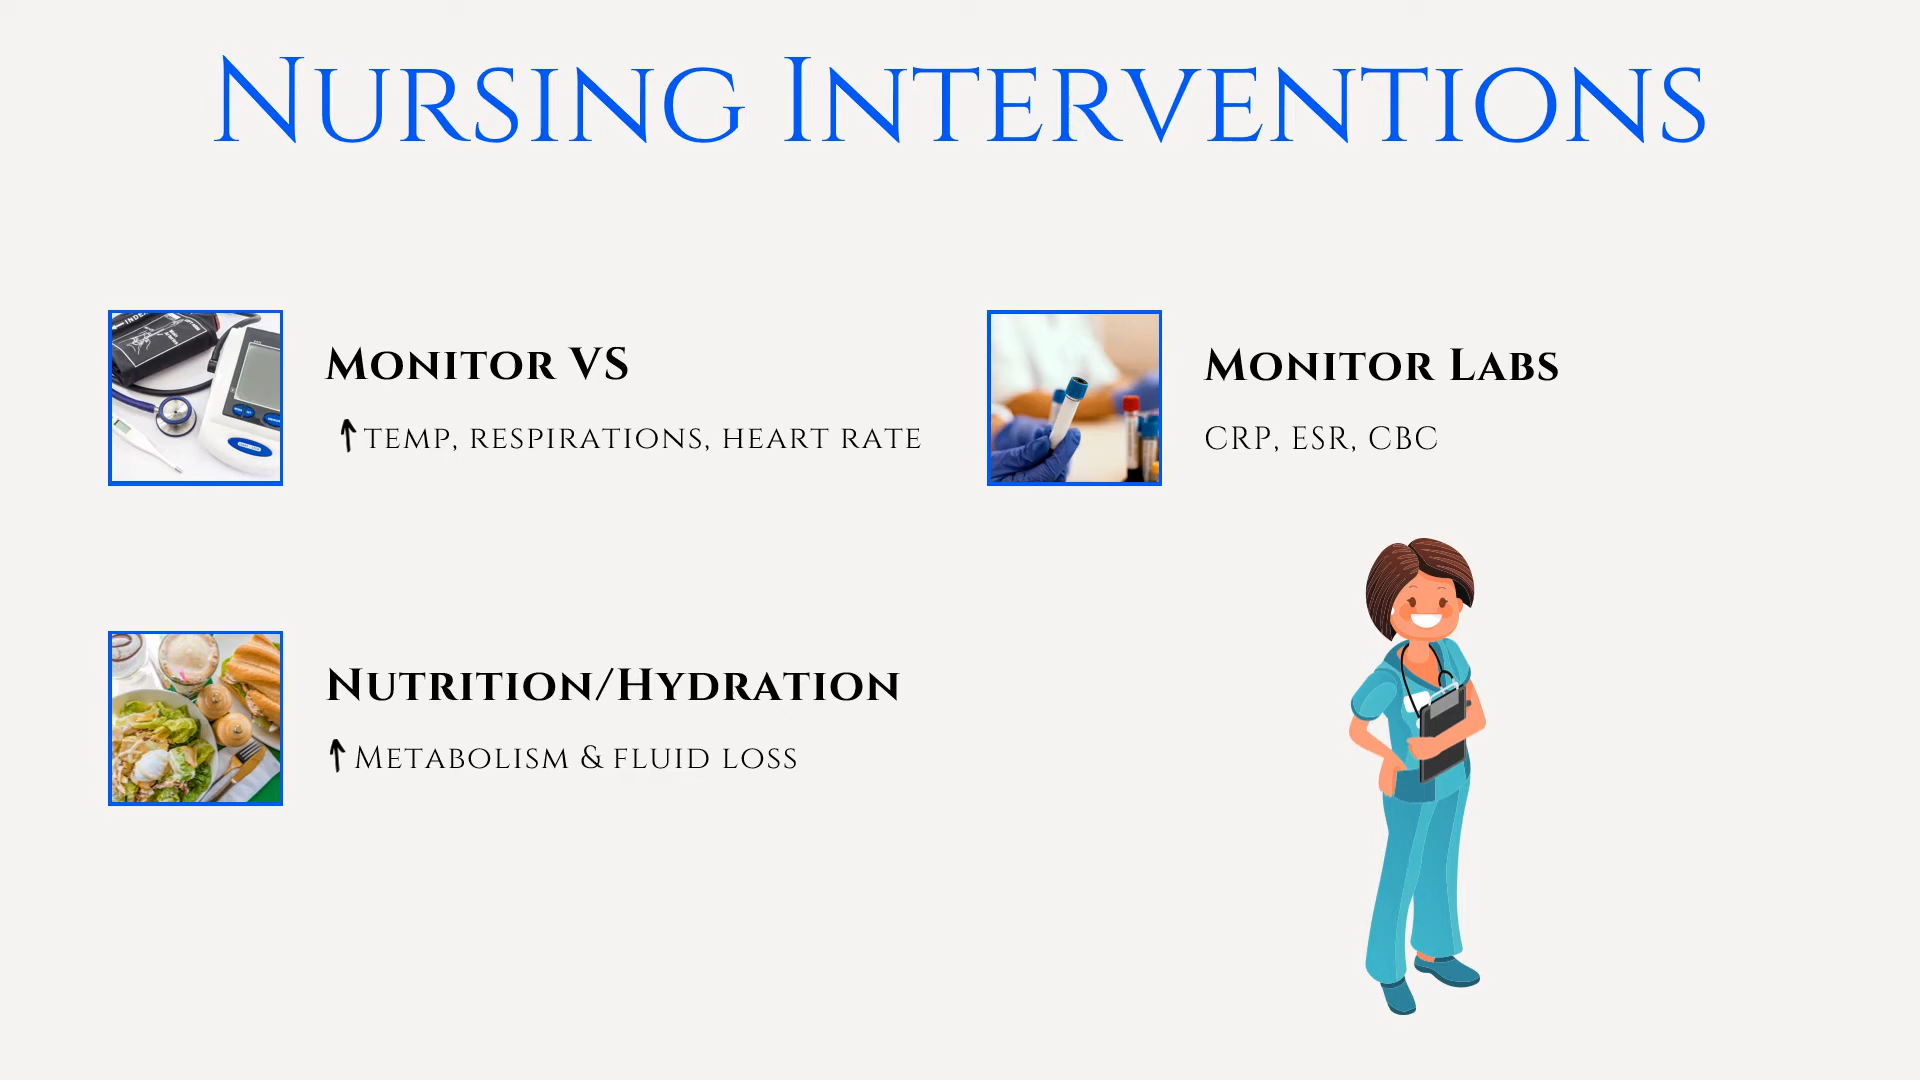 Nursing Interventions
Monitor VS
↑ temp, respirations, heart rate
Monitor Labs
CRP, ESR, CBC
Nutrition/Hydration
↑ Metabolism & fluid loss